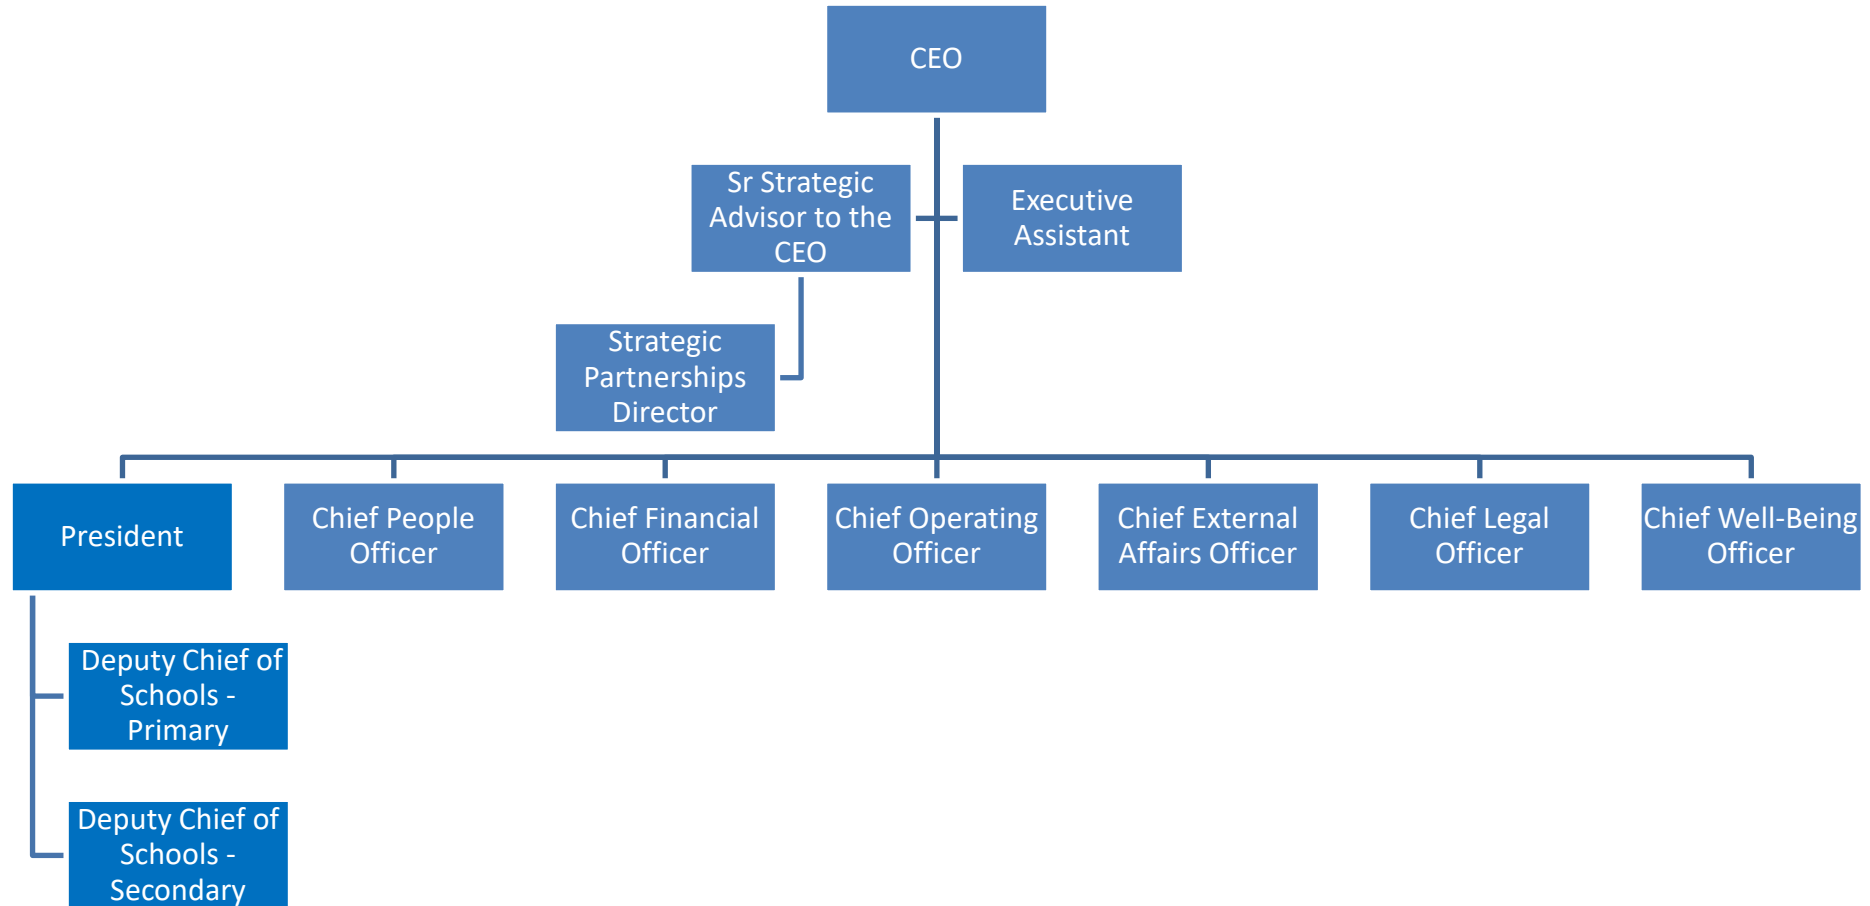 CEO
Sr Strategic
Advisor to the
CEO
Executive
Assistant
Strategic
Partnerships
Director
President
Chief People
Officer
Chief Financial
Officer
Chief Operating
Officer
Chief External
Affairs Officer
Chief Legal
Officer
Chief Well-Being
Officer
Deputy Chief of
Schools -
Primary
Deputy Chief of
Schools -
Secondary